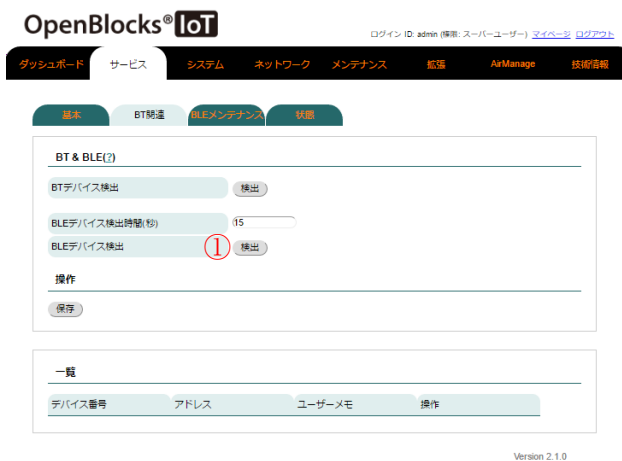 OpenBlocks® IoT
ログイン ID: admin (権限: スーパーユーザー) マイページ ログアウト
ダッシュボード サービス システム ネットワーク メンテナンス 拡張 AirManage 技術情報
基本 BT関連 BLEメンテナンス 状態
BT & BLE(?)
BTデバイス検出 検出
BLEデバイス検出時間(秒) 15
BLEデバイス検出 ① 検出
操作
保存
一覧
デバイス番号 アドレス ユーザーメモ 操作
Version 2.1.0